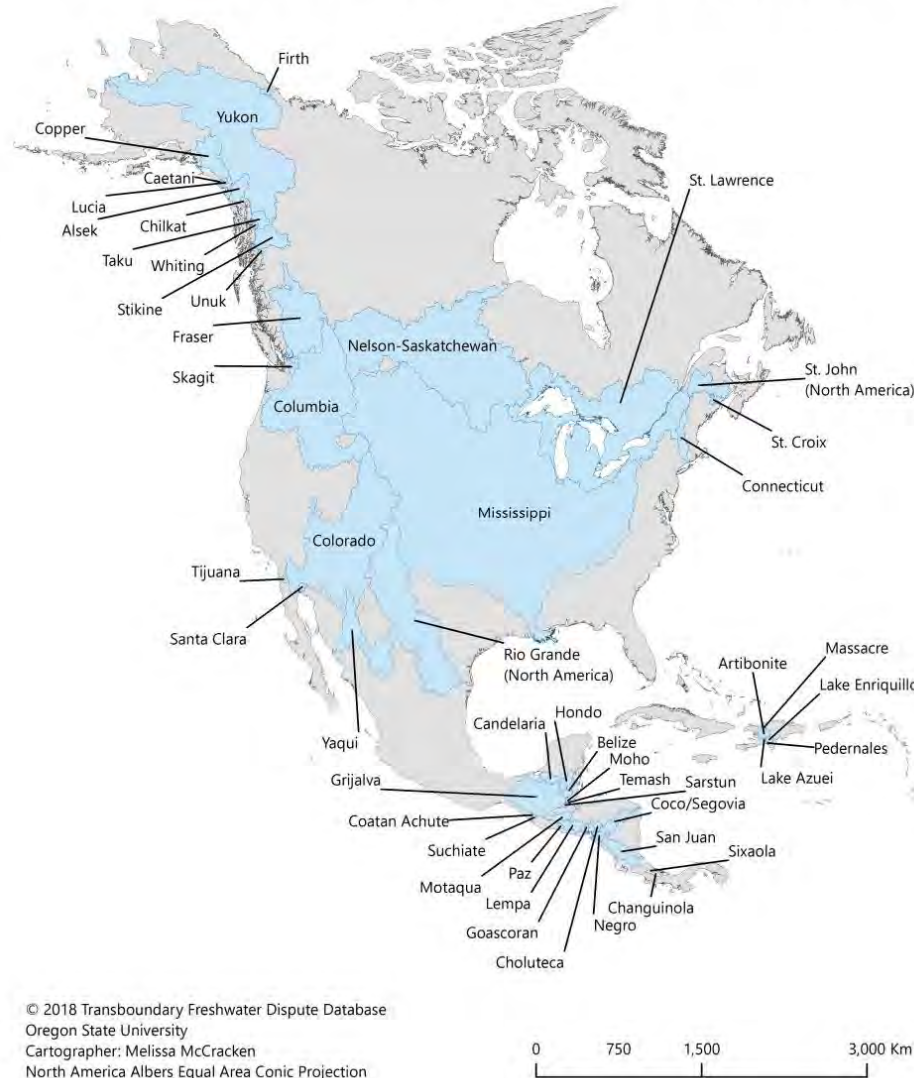 Firth
Yukon
Copper
Caetani
Lucia
Alsek
Chilkat
Taku
Whiting
Stikine
Unuk
Fraser
Skagit
Columbia
Nelson-Saskatchewan
St. Lawrence
St. John
(North America)
St. Croix
Connecticut
Mississippi
Colorado
Tijuana
Santa Clara
Rio Grande
(North America)
Yaqui
Massacre
Artibonite
Lake Enriquillo
Pedernales
Lake Azuei
Candelaria
Hondo
Belize
Moho
Temash
Sarstun
Grijalva
Coco/Segovia
Coatan Achute
Suchiate
San Juan
Sixaola
Motaqua
Paz
Lempa
Changuinola
Negro
Goascoran
Choluteca
© 2018 Transboundary Freshwater Dispute Database
Oregon State University
Cartographer: Melissa McCracken
North America Albers Equal Area Conic Projection
0 750 1,500 3,000 Km